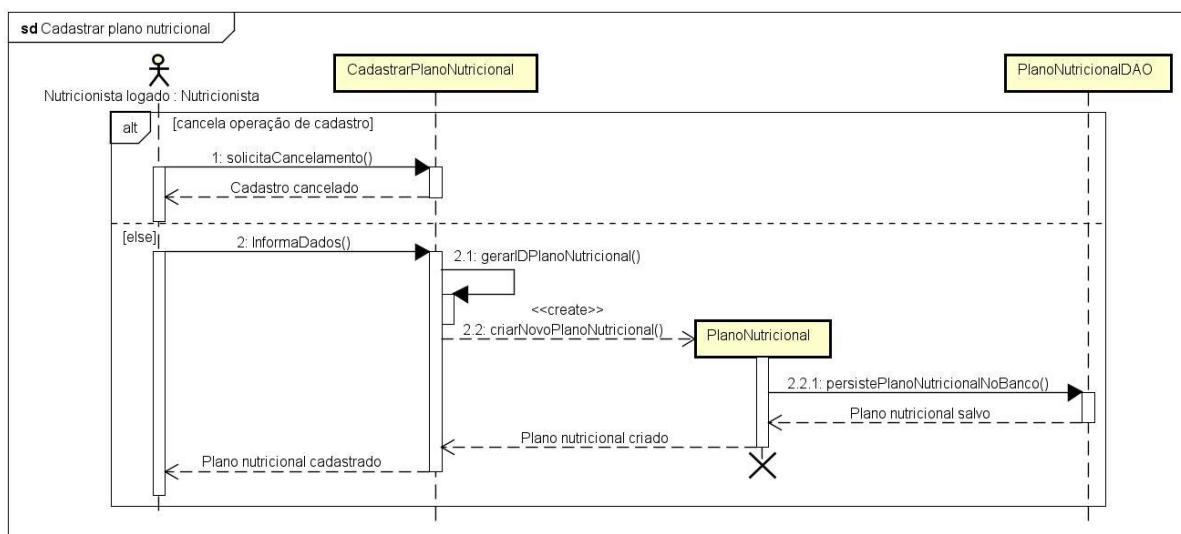 sd Cadastrar plano nutricional
CadastrarPlanoNutricional
PlanoNutricionalDAO
Nutricionista logado : Nutricionista
alt
[cancela operação de cadastro]
1: solicitaCancelamento()
Cadastro cancelado
[else]
2: InformaDados()
2.1: gerarIDPlanoNutricional()
<<create>>
2.2: criarNovoPlanoNutricional()
PlanoNutricional
2.2.1: persistePlanoNutricionalNoBanco()
Plano nutricional salvo
Plano nutricional criado
Plano nutricional cadastrado